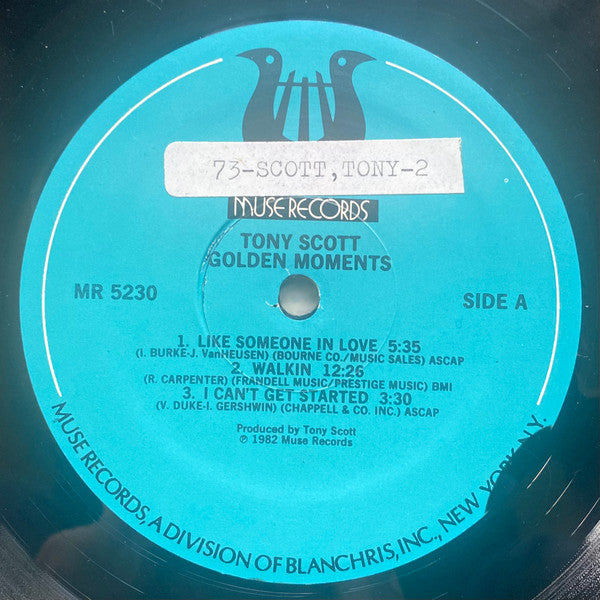 73-SCOTT,TONY-2
MUSE RECORDS
TONY SCOTT
GOLDEN MOMENTS
MR 5230
SIDE A
1. LIKE SOMEONE IN LOVE 5:35
(I. BURKE-J. VanHEUSEN) (BOURNE CO./MUSIC SALES) ASCAP
2. WALKIN 12:26
(R. CARPENTER) (FRANDELL MUSIC/PRESTIGE MUSIC) BMI
3. I CAN'T GET STARTED 3:30
(V. DUKE-I. GERSHWIN) (CHAPPELL & CO. INC.) ASCAP
Produced by Tony Scott
℗ 1982 Muse Records
MUSE RECORDS, A DIVISION OF BLANCHRIS, INC., NEW YORK, N.Y.